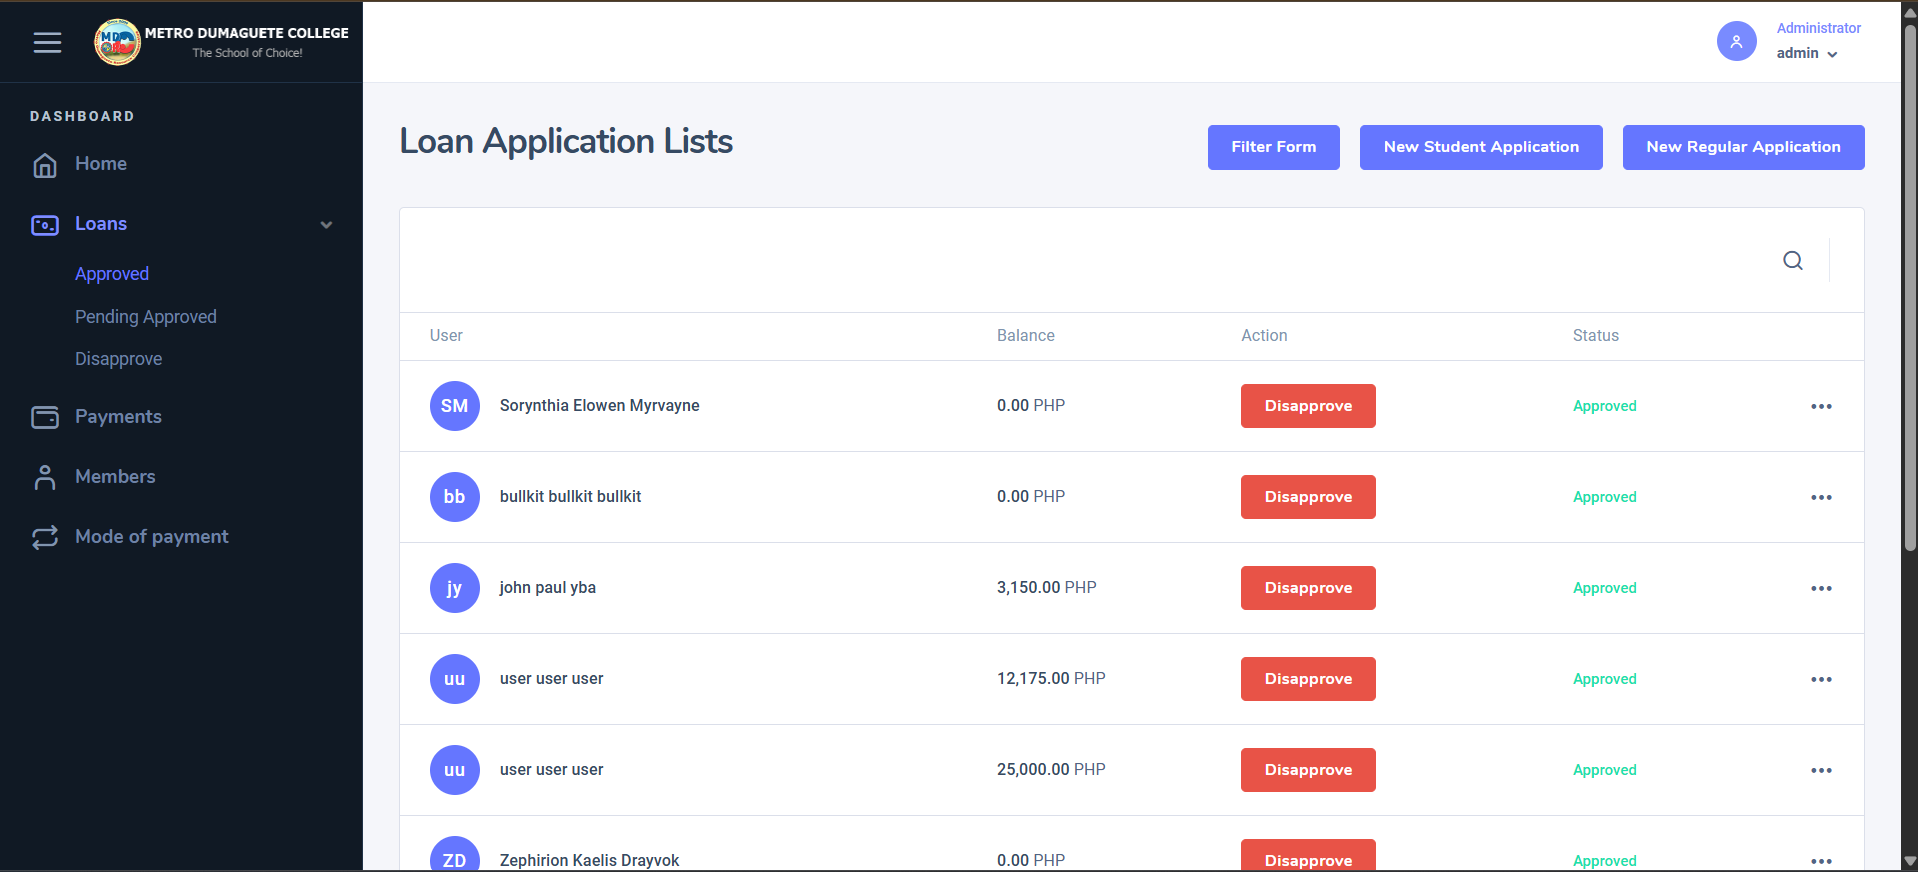 METRO DUMAGUETE COLLEGE
The School of Choice!
Administrator
admin
DASHBOARD
Home
Loans
Approved
Pending Approved
Disapprove
Payments
Members
Mode of payment
Loan Application Lists
Filter Form
New Student Application
New Regular Application
User Balance Action Status
SM Sorynthia Elowen Myrvayne 0.00 PHP Disapprove Approved
bb bullkit bullkit bullkit 0.00 PHP Disapprove Approved
jy john paul yba 3,150.00 PHP Disapprove Approved
uu user user user 12,175.00 PHP Disapprove Approved
uu user user user 25,000.00 PHP Disapprove Approved
ZD Zephirion Kaelis Drayvok 0.00 PHP Disapprove Approved